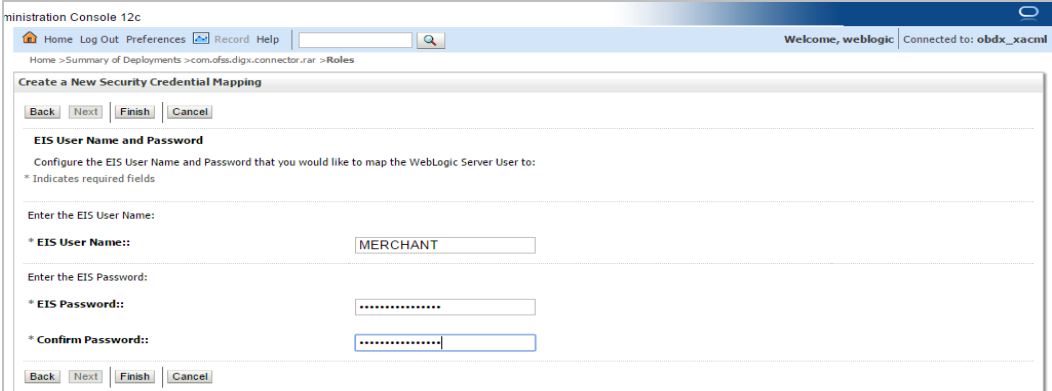 ministration Console 12c
Home Log Out Preferences Record Help
Welcome, weblogic Connected to: obdx_xacml
Home >Summary of Deployments >com.ofss.digx.connector.rar >Roles
Create a New Security Credential Mapping
Back Next Finish Cancel
EIS User Name and Password
Configure the EIS User Name and Password that you would like to map the WebLogic Server User to:
* Indicates required fields
Enter the EIS User Name:
* EIS User Name:: MERCHANT
Enter the EIS Password:
* EIS Password:: ••••••••••••••••
* Confirm Password:: ••••••••••••••••
Back Next Finish Cancel